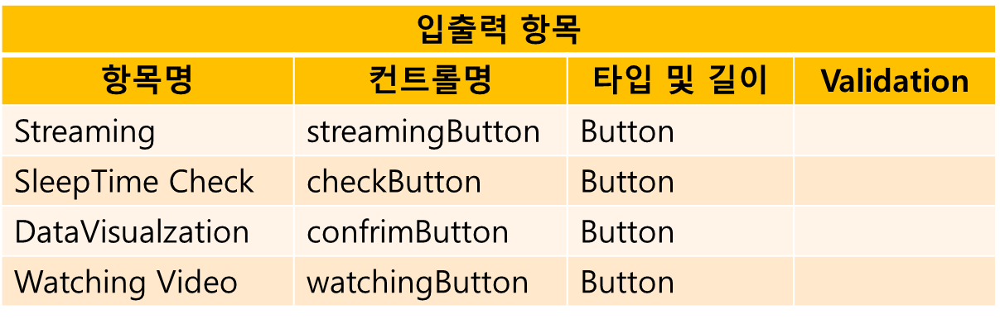 입출력 항목
항목명 컨트롤명 타입 및 길이 Validation
Streaming streamingButton Button
SleepTime Check checkButton Button
DataVisualzation confrimButton Button
Watching Video watchingButton Button